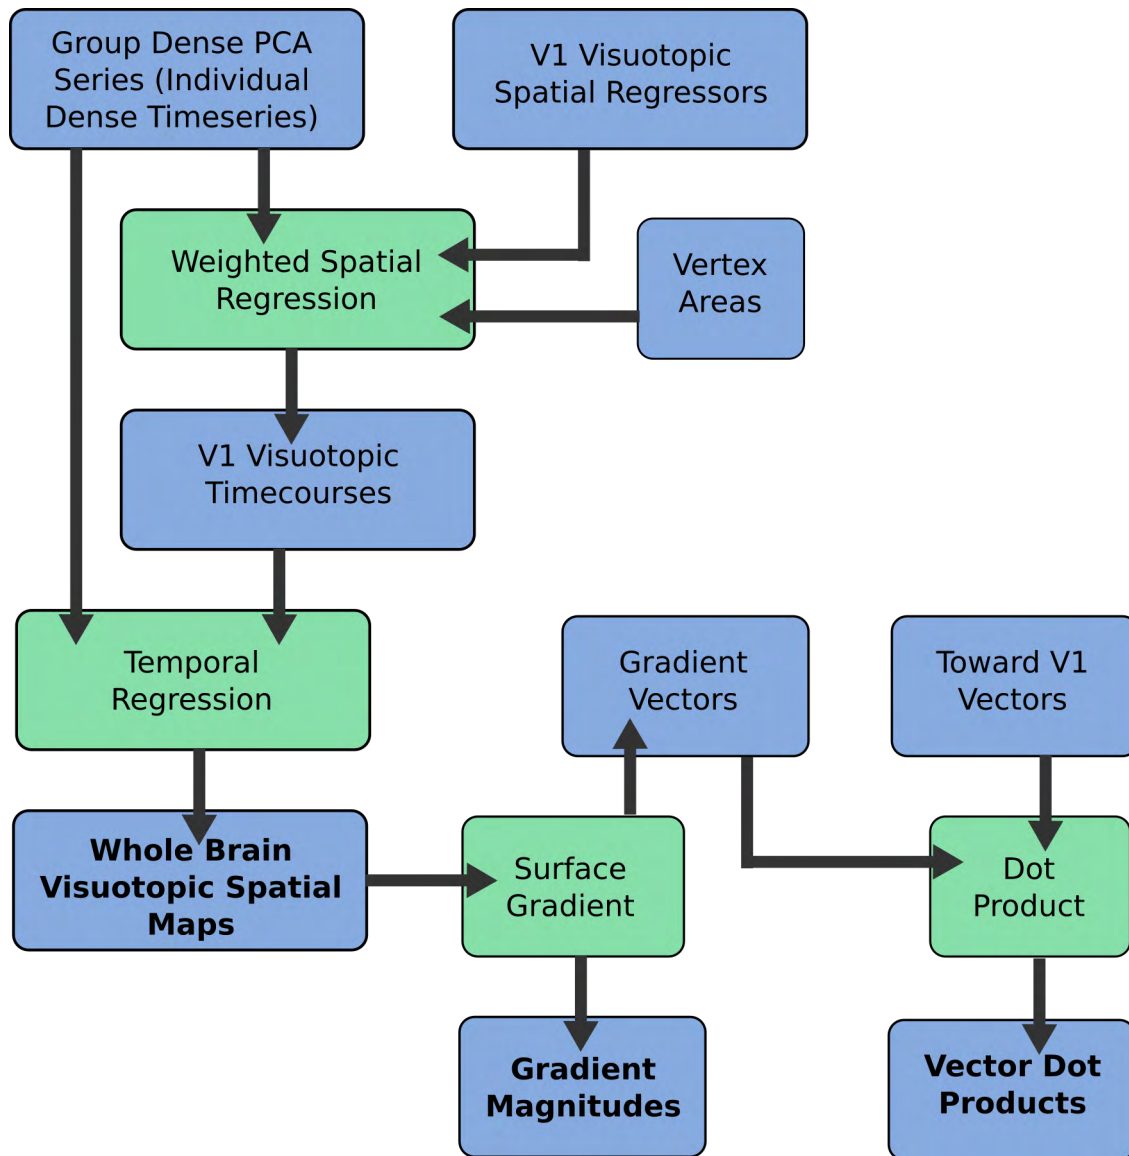 Group Dense PCA
Series (Individual
Dense Timeseries)
V1 Visuotopic
Spatial Regressors
Weighted Spatial
Regression
Vertex
Areas
V1 Visuotopic
Timecourses
Temporal
Regression
Gradient
Vectors
Toward V1
Vectors
Whole Brain
Visuotopic Spatial
Maps
Surface
Gradient
Dot
Product
Gradient
Magnitudes
Vector Dot
Products